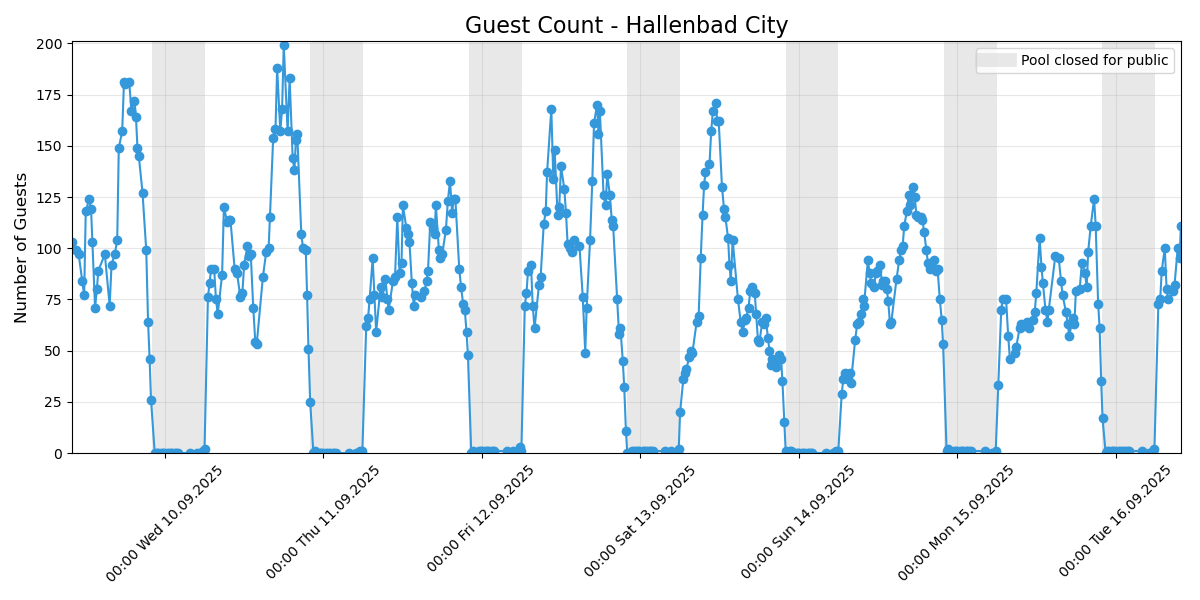 Guest Count - Hallenbad City
Pool closed for public
Number of Guests
200
175
150
125
100
75
50
25
0
00:00 Wed 10.09.2025
00:00 Thu 11.09.2025
00:00 Fri 12.09.2025
00:00 Sat 13.09.2025
00:00 Sun 14.09.2025
00:00 Mon 15.09.2025
00:00 Tue 16.09.2025